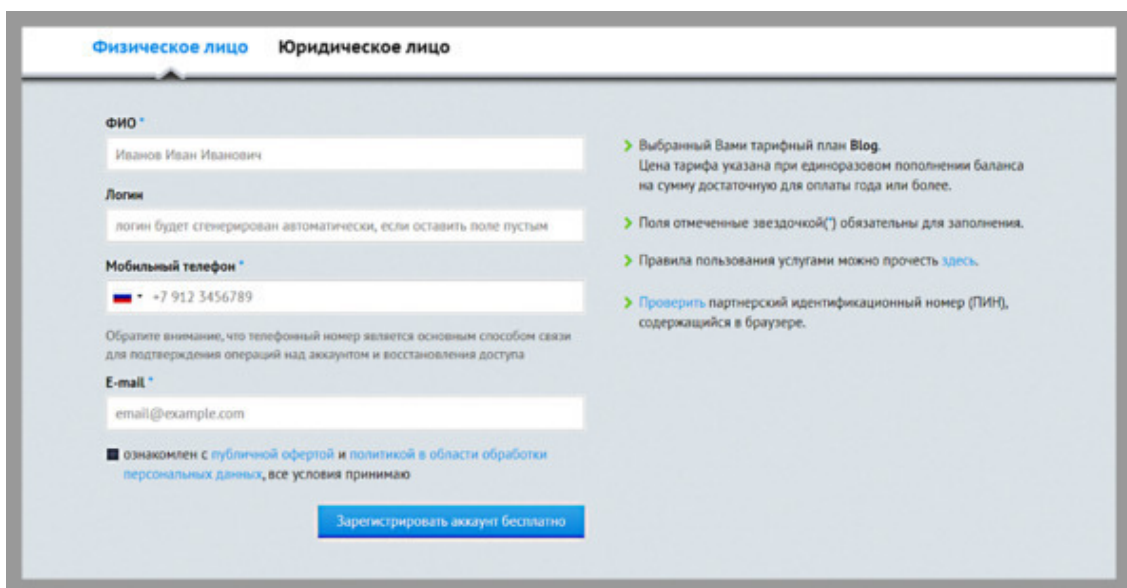 Физическое лицо Юридическое лицо
ФИО *
Иванов Иван Иванович
Логин
логин будет сгенерирован автоматически, если оставить поле пустым
Мобильный телефон *
+7 912 3456789
Обратите внимание, что телефонный номер является основным способом связи
для подтверждения операций над аккаунтом и восстановления доступа
E-mail *
email@example.com
ознакомлен с публичной офертой и политикой в области обработки
персональных данных, все условия принимаю
Зарегистрировать аккаунт бесплатно
Выбранный Вами тарифный план Blog.
Цена тарифа указана при единоразовом пополнении баланса
на сумму достаточную для оплаты года или более.
Поля отмеченные звездочкой(*) обязательны для заполнения.
Правила пользования услугами можно прочесть здесь.
Проверить партнерский идентификационный номер (ПИН),
содержащийся в браузере.